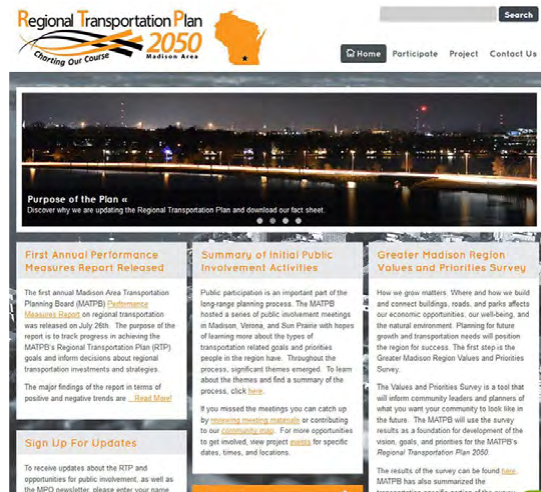 Regional Transportation Plan
2050
Madison Area
Charting Our Course
Search
Home Participate Project Contact Us
Purpose of the Plan «
Discover why we are updating the Regional Transportation Plan and download our fact sheet.
First Annual Performance
Measures Report Released
The first annual Madison Area Transportation
Planning Board (MATPB) Performance
Measures Report on regional transportation
was released on July 26th. The purpose of the
report is to track progress in achieving the
MATPB's Regional Transportation Plan (RTP)
goals and inform decisions about regional
transportation investments and strategies.
The major findings of the report in terms of
positive and negative trends are ... Read More!
Sign Up For Updates
To receive updates about the RTP and
opportunities for public involvement, as well as
the MPO newsletter, please enter your name
Summary of Initial Public
Involvement Activities
Public participation is an important part of the
long-range planning process. The MATPB
hosted a series of public involvement meetings
in Madison, Verona, and Sun Prairie with hopes
of learning more about the types of
transportation related goals and priorities
people in the region have. Throughout the
process, significant themes emerged. To learn
about the themes and find a summary of the
process, click here.
If you missed the meetings you can catch up
by reviewing meeting materials or contributing
to our community map. For more opportunities
to get involved, view project events for specific
dates, times, and locations.
Greater Madison Region
Values and Priorities Survey
How we grow matters. Where and how we build
and connect buildings, roads, and parks affects
our economic opportunities, our well-being, and
the natural environment. Planning for future
growth and transportation needs will position
the region for success. The first step is the
Greater Madison Region Values and Priorities
Survey.
The Values and Priorities Survey is a tool that
will inform community leaders and planners of
what you want your community to look like in
the future. The MATPB will use the survey
results as a foundation for development of the
vision, goals, and priorities for the MATPB's
Regional Transportation Plan 2050.
The results of the survey can be found here.
MATPB has also summarized the